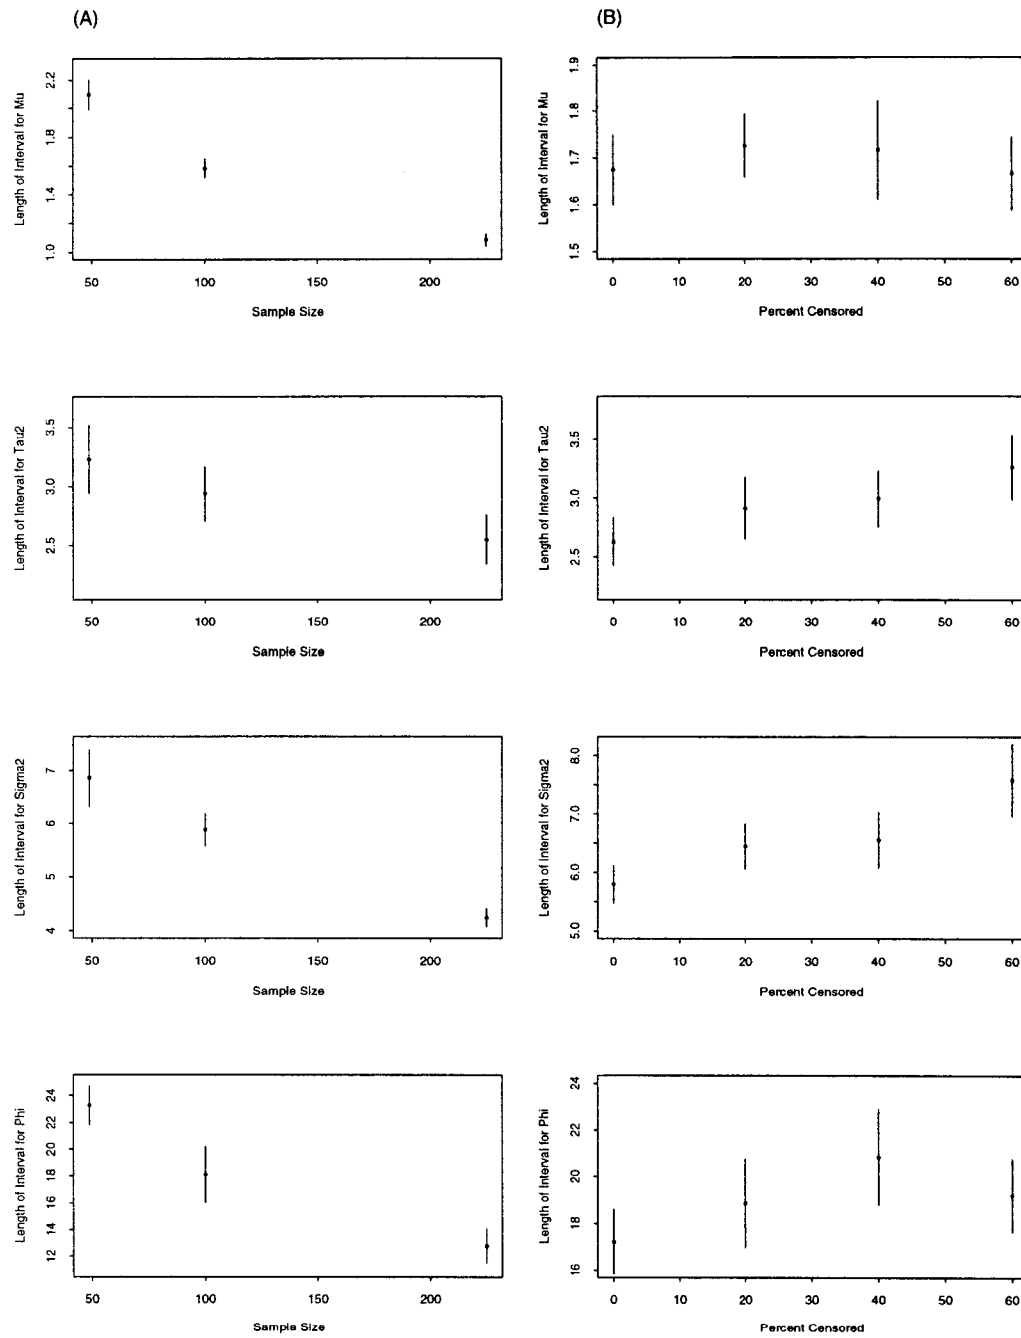 (A)
Length of Interval for Mu
2.2
1.8
1.4
1.0
50 100 150 200
Sample Size
(B)
Length of Interval for Mu
1.9
1.8
1.7
1.6
1.5
0 10 20 30 40 50 60
Percent Censored
Length of Interval for Tau2
3.5
3.0
2.5
50 100 150 200
Sample Size
Length of Interval for Tau2
3.5
3.0
2.5
0 10 20 30 40 50 60
Percent Censored
Length of Interval for Sigma2
7
6
5
4
50 100 150 200
Sample Size
Length of Interval for Sigma2
8.0
7.0
6.0
5.0
0 10 20 30 40 50 60
Percent Censored
Length of Interval for Phi
24
22
20
18
16
14
12
50 100 150 200
Sample Size
Length of Interval for Phi
24
22
20
18
16
0 10 20 30 40 50 60
Percent Censored